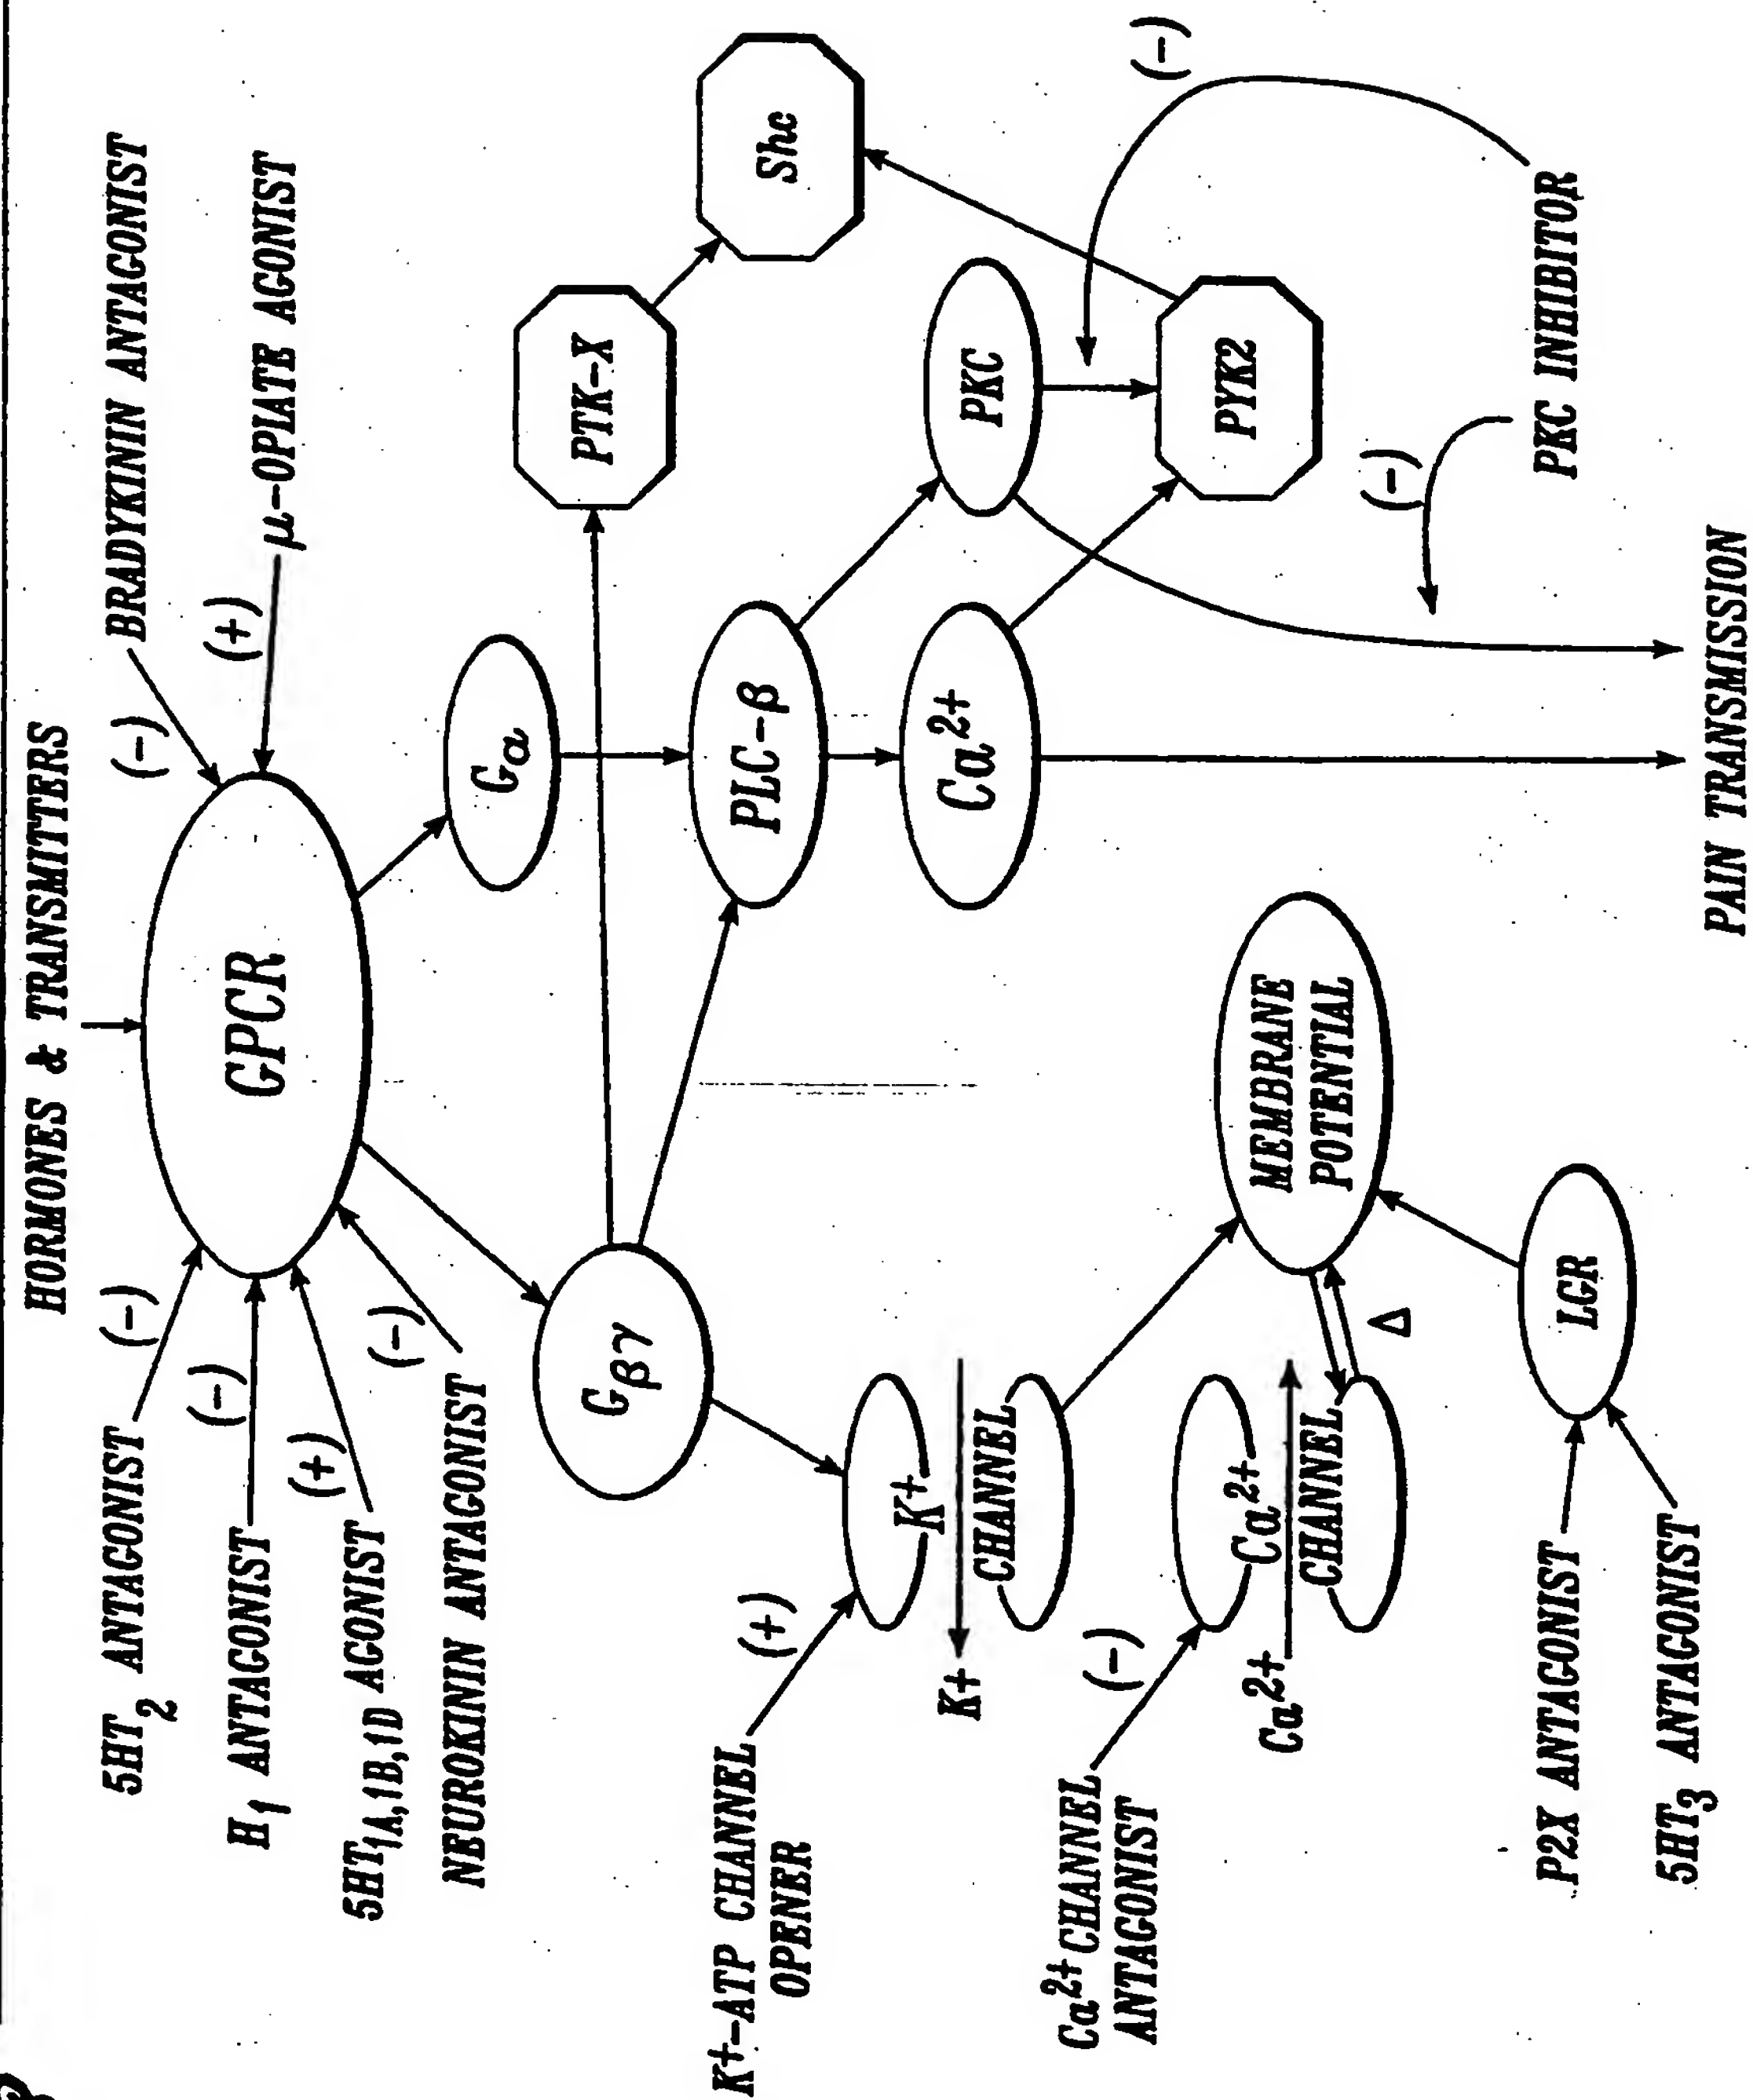 HORMONES & TRANSMITTERS
5HT2 ANTAGONIST
(-)
H1 ANTAGONIST
(-)
5HT1A,1B,1D AGONIST
(+)
NEUROKININ ANTAGONIST
(-)
BRADYKININ ANTAGONIST
(-)
μ-OPIATE AGONIST
(+)
GPCR
Gα
Gβγ
PTK-X
Shc
PLC-β
PKC
Ca2+
PYK2
(-)
(-)
PKC INHIBITOR
K+-ATP CHANNEL
OPENER
(+)
K+
CHANNEL
K+
Ca2+ CHANNEL
ANTAGONIST
(-)
Ca2+
CHANNEL
Ca2+
MEMBRANE
POTENTIAL
Δ
LGR
P2X ANTAGONIST
5HT3 ANTAGONIST
PAIN TRANSMISSION